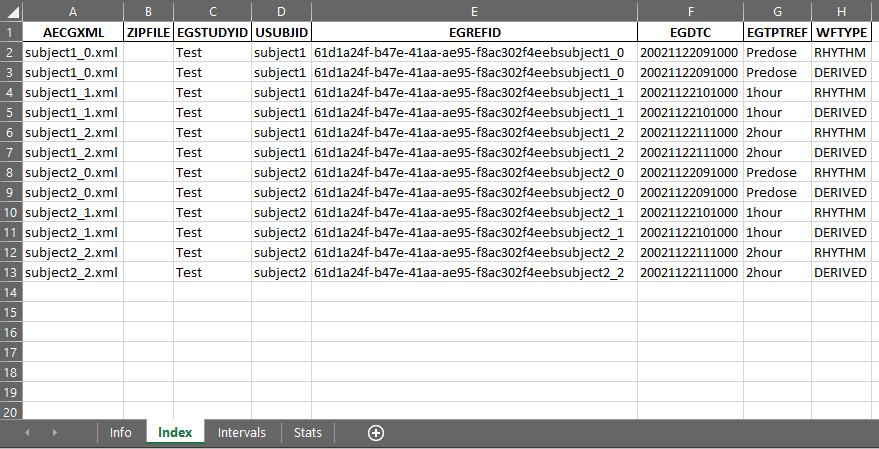 A B C D E F G H
1 AECGXML ZIPFILE EGSTUDYID USUBJID EGREFID EGDTC EGTPTREF WFTYPE
2 subject1_0.xml Test subject1 61d1a24f-b47e-41aa-ae95-f8ac302f4eebsubject1_0 20021122091000 Predose RHYTHM
3 subject1_0.xml Test subject1 61d1a24f-b47e-41aa-ae95-f8ac302f4eebsubject1_0 20021122091000 Predose DERIVED
4 subject1_1.xml Test subject1 61d1a24f-b47e-41aa-ae95-f8ac302f4eebsubject1_1 20021122101000 1hour RHYTHM
5 subject1_1.xml Test subject1 61d1a24f-b47e-41aa-ae95-f8ac302f4eebsubject1_1 20021122101000 1hour DERIVED
6 subject1_2.xml Test subject1 61d1a24f-b47e-41aa-ae95-f8ac302f4eebsubject1_2 20021122111000 2hour RHYTHM
7 subject1_2.xml Test subject1 61d1a24f-b47e-41aa-ae95-f8ac302f4eebsubject1_2 20021122111000 2hour DERIVED
8 subject2_0.xml Test subject2 61d1a24f-b47e-41aa-ae95-f8ac302f4eebsubject2_0 20021122091000 Predose RHYTHM
9 subject2_0.xml Test subject2 61d1a24f-b47e-41aa-ae95-f8ac302f4eebsubject2_0 20021122091000 Predose DERIVED
10 subject2_1.xml Test subject2 61d1a24f-b47e-41aa-ae95-f8ac302f4eebsubject2_1 20021122101000 1hour RHYTHM
11 subject2_1.xml Test subject2 61d1a24f-b47e-41aa-ae95-f8ac302f4eebsubject2_1 20021122101000 1hour DERIVED
12 subject2_2.xml Test subject2 61d1a24f-b47e-41aa-ae95-f8ac302f4eebsubject2_2 20021122111000 2hour RHYTHM
13 subject2_2.xml Test subject2 61d1a24f-b47e-41aa-ae95-f8ac302f4eebsubject2_2 20021122111000 2hour DERIVED
14
15
16
17
18
19
20
Info Index Intervals Stats